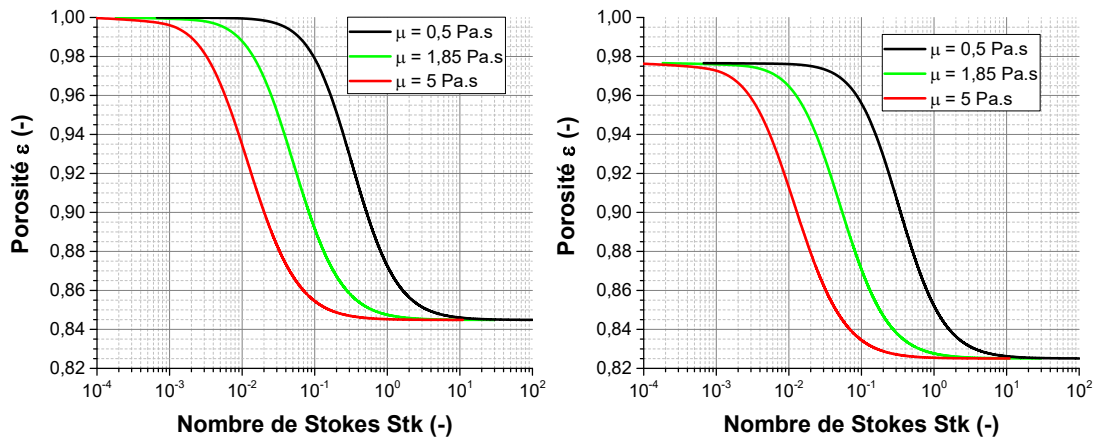 1,00
0,98
0,96
0,94
0,92
0,90
0,88
0,86
0,84
0,82
Porosité ε (-)
μ = 0,5 Pa.s
μ = 1,85 Pa.s
μ = 5 Pa.s
10⁻⁴ 10⁻³ 10⁻² 10⁻¹ 10⁰ 10¹ 10²
Nombre de Stokes Stk (-)
1,00
0,98
0,96
0,94
0,92
0,90
0,88
0,86
0,84
0,82
Porosité ε (-)
μ = 0,5 Pa.s
μ = 1,85 Pa.s
μ = 5 Pa.s
10⁻⁴ 10⁻³ 10⁻² 10⁻¹ 10⁰ 10¹ 10²
Nombre de Stokes Stk (-)